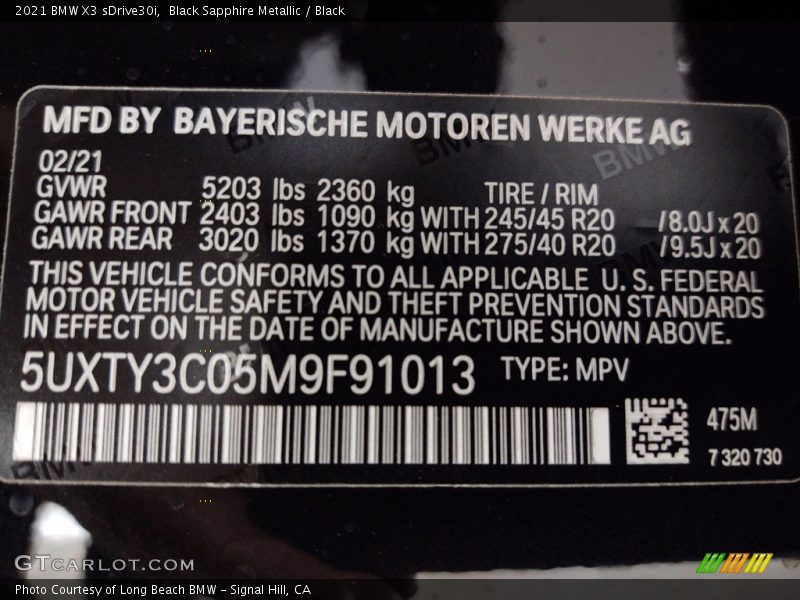 2021 BMW X3 sDrive30i,  Black Sapphire Metallic / Black
MFD BY BAYERISCHE MOTOREN WERKE AG
02/21
GVWR 5203 lbs 2360 kg TIRE / RIM
GAWR FRONT 2403 lbs 1090 kg WITH 245/45 R20 /8.0J x 20
GAWR REAR 3020 lbs 1370 kg WITH 275/40 R20 /9.5J x 20
THIS VEHICLE CONFORMS TO ALL APPLICABLE U. S. FEDERAL
MOTOR VEHICLE SAFETY AND THEFT PREVENTION STANDARDS
IN EFFECT ON THE DATE OF MANUFACTURE SHOWN ABOVE.
5UXTY3C05M9F91013 TYPE: MPV
475M
7 320 730
GTCARLOT.COM
Photo Courtesy of Long Beach BMW - Signal Hill, CA